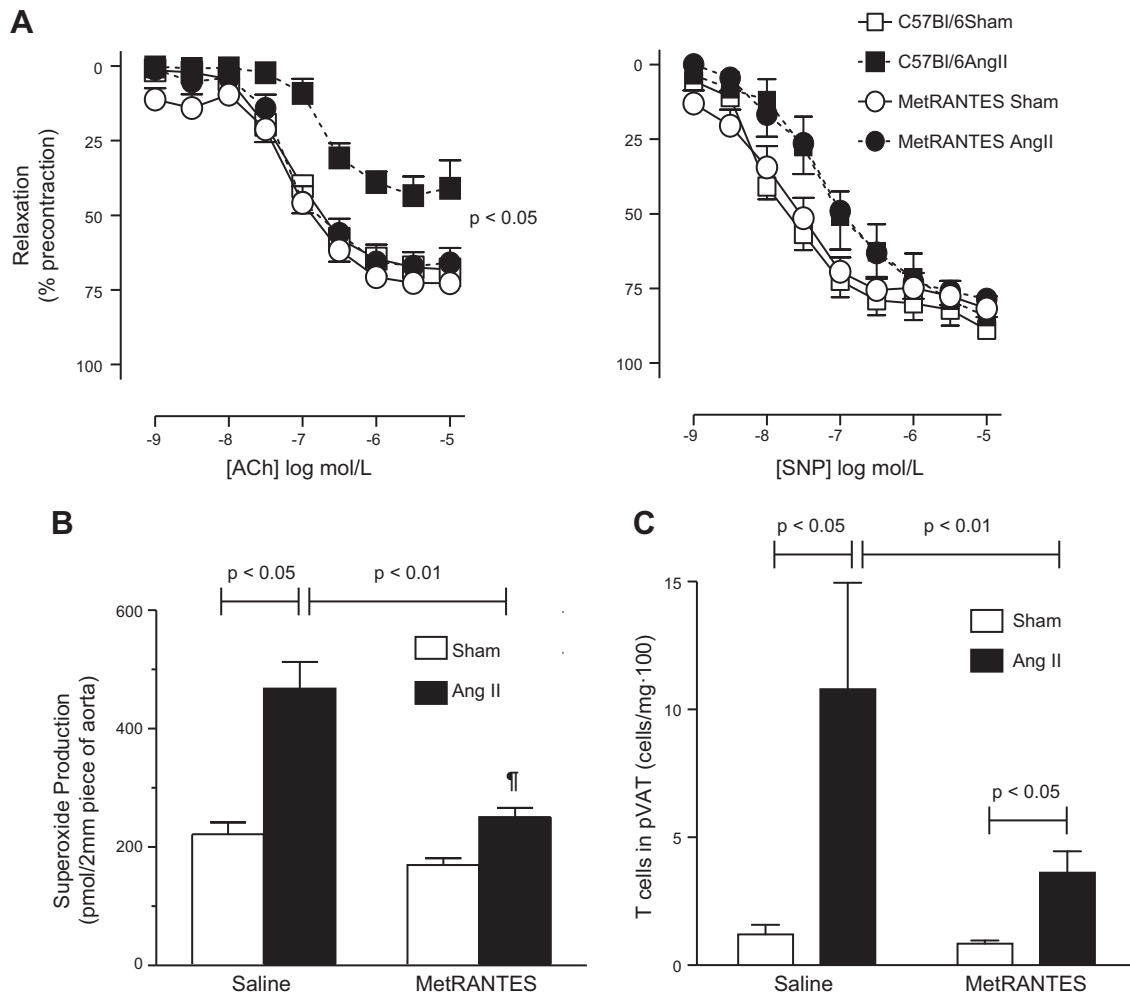 A
C57Bl/6Sham
C57Bl/6AngII
MetRANTES Sham
MetRANTES AngII
Relaxation
(% precontraction)
0
25
50
75
100
p < 0.05
-9
-8
-7
-6
-5
[ACh] log mol/L
0
25
50
75
100
-9
-8
-7
-6
-5
[SNP] log mol/L
B
p < 0.05
p < 0.01
Superoxide Production
(pmol/2mm piece of aorta)
600
400
200
0
Sham
Ang II
¶
Saline
MetRANTES
C
p < 0.05
p < 0.01
T cells in pVAT (cells/mg·100)
15
10
5
0
Sham
Ang II
p < 0.05
Saline
MetRANTES